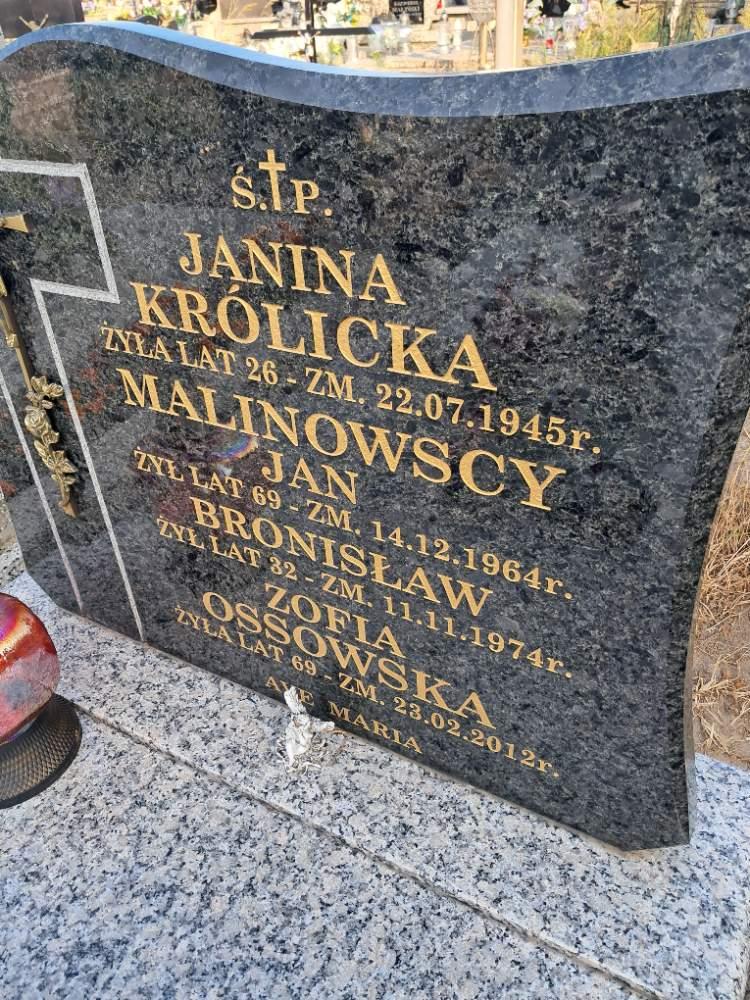 Ś.†P.
JANINA
KRÓLICKA
ŻYŁA LAT 26 - ZM. 22.07.1945r.
MALINOWSCY
JAN
ŻYŁ LAT 69 - ZM. 14.12.1964r.
BRONISŁAW
ŻYŁ LAT 32 - ZM. 11.11.1974r.
ZOFIA
OSSOWSKA
ŻYŁA LAT 69 - ZM. 23.02.2012r.
AVE MARIA